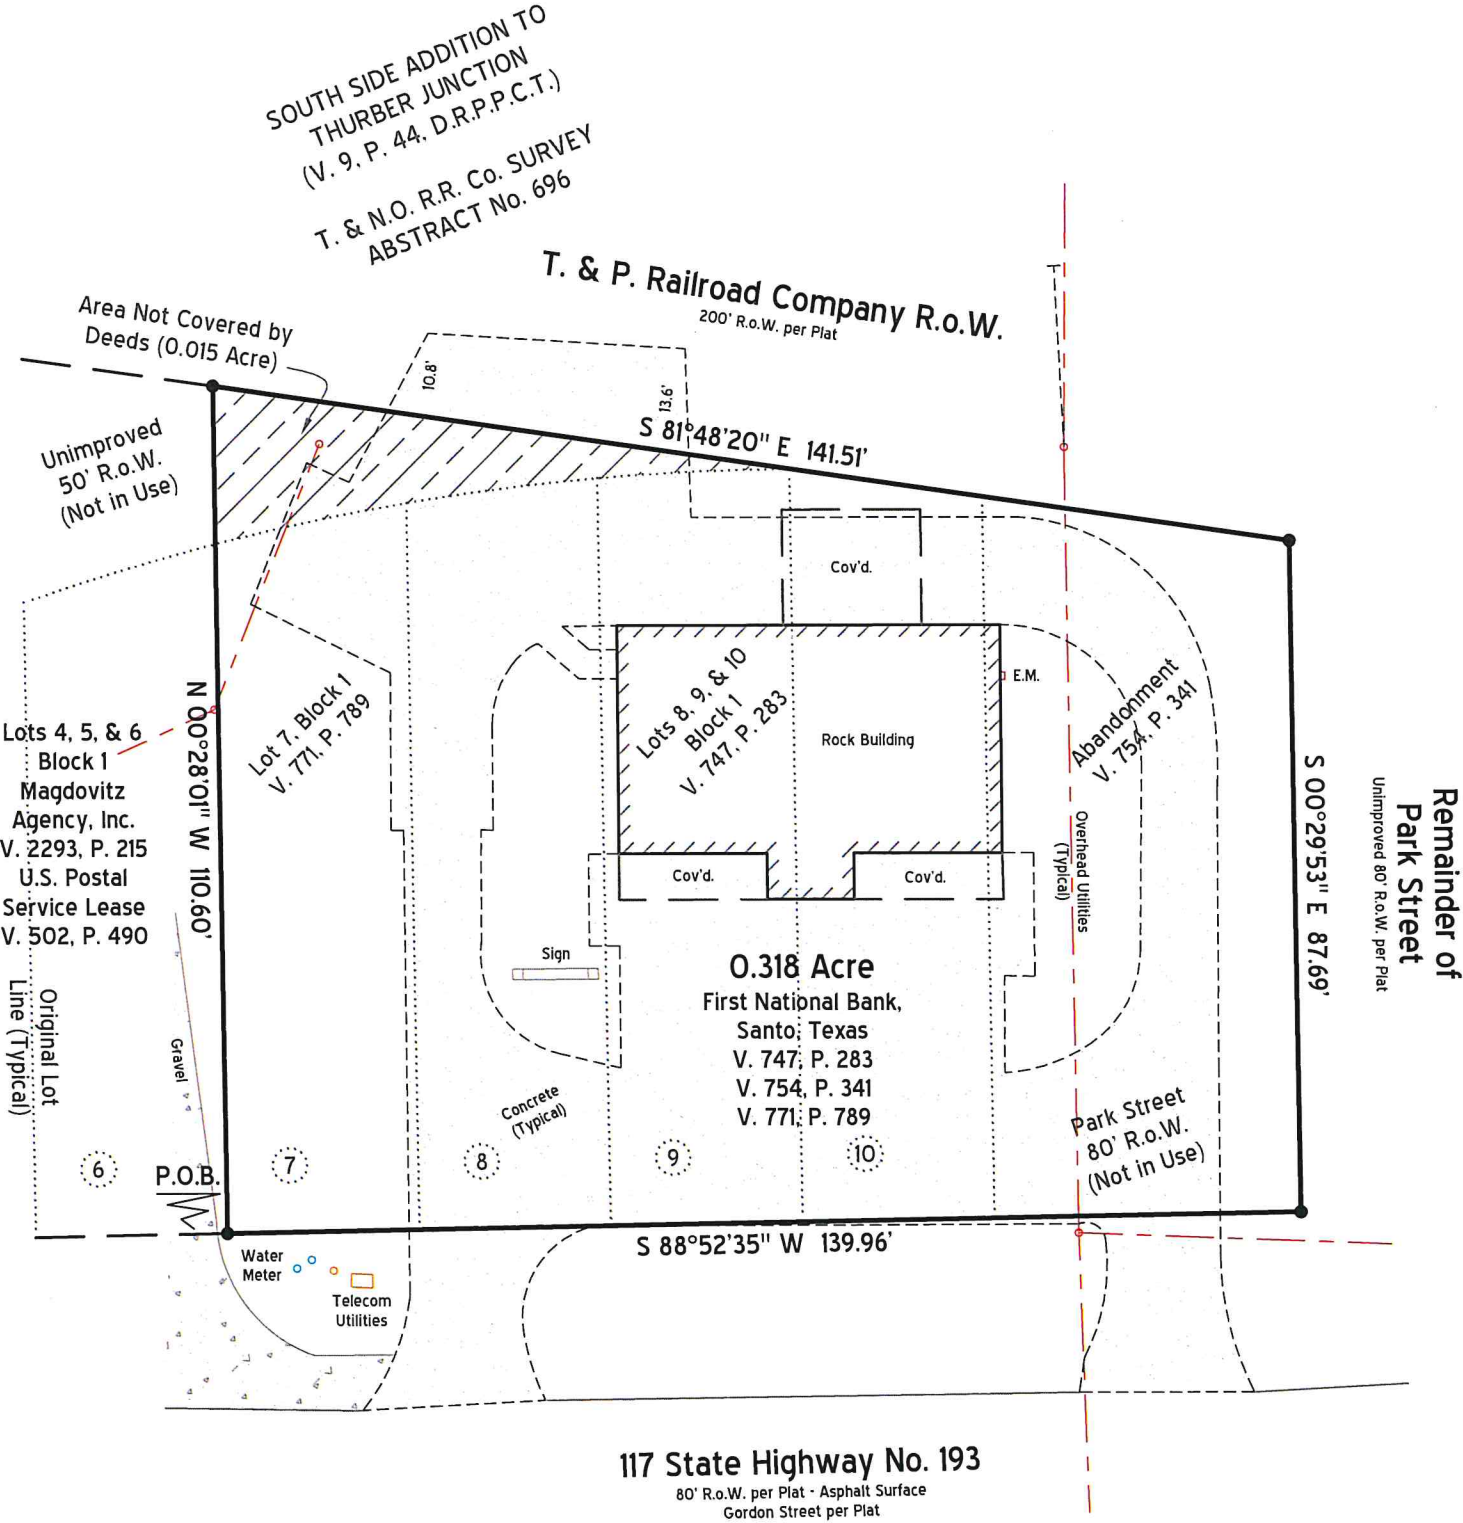 SOUTH SIDE ADDITION TO
THURBER JUNCTION
(V. 9, P. 44, D.R.P.P.C.T.)
T. & N.O. R.R. Co. SURVEY
ABSTRACT No. 696
T. & P. Railroad Company R.o.W.
200' R.o.W. per Plat
Area Not Covered by
Deeds (0.015 Acre)
10.8'
13.6'
S 81°48'20" E 141.51'
Unimproved
50' R.o.W.
(Not in Use)
Cov'd.
Lot 7, Block 1
V. 771, P. 789
Lots 8, 9, & 10
Block 1
V. 747, P. 283
Rock Building
E.M.
Abandonment
V. 754, P. 341
N 00°28'01" W 110.60'
Lots 4, 5, & 6
Block 1
Magdovitz
Agency, Inc.
V. 2293, P. 215
U.S. Postal
Service Lease
V. 502, P. 490
S 00°29'53" E 87.69'
Remainder of
Park Street
Unimproved 80' R.o.W. per Plat
Overhead Utilities
(Typical)
Cov'd.
Cov'd.
Sign
0.318 Acre
First National Bank,
Santo, Texas
V. 747, P. 283
V. 754, P. 341
V. 771, P. 789
Original Lot
Line (Typical)
Gravel
Concrete
(Typical)
Park Street
80' R.o.W.
(Not in Use)
6
P.O.B.
7
8
9
10
S 88°52'35" W 139.96'
Water
Meter
Telecom
Utilities
117 State Highway No. 193
80' R.o.W. per Plat - Asphalt Surface
Gordon Street per Plat